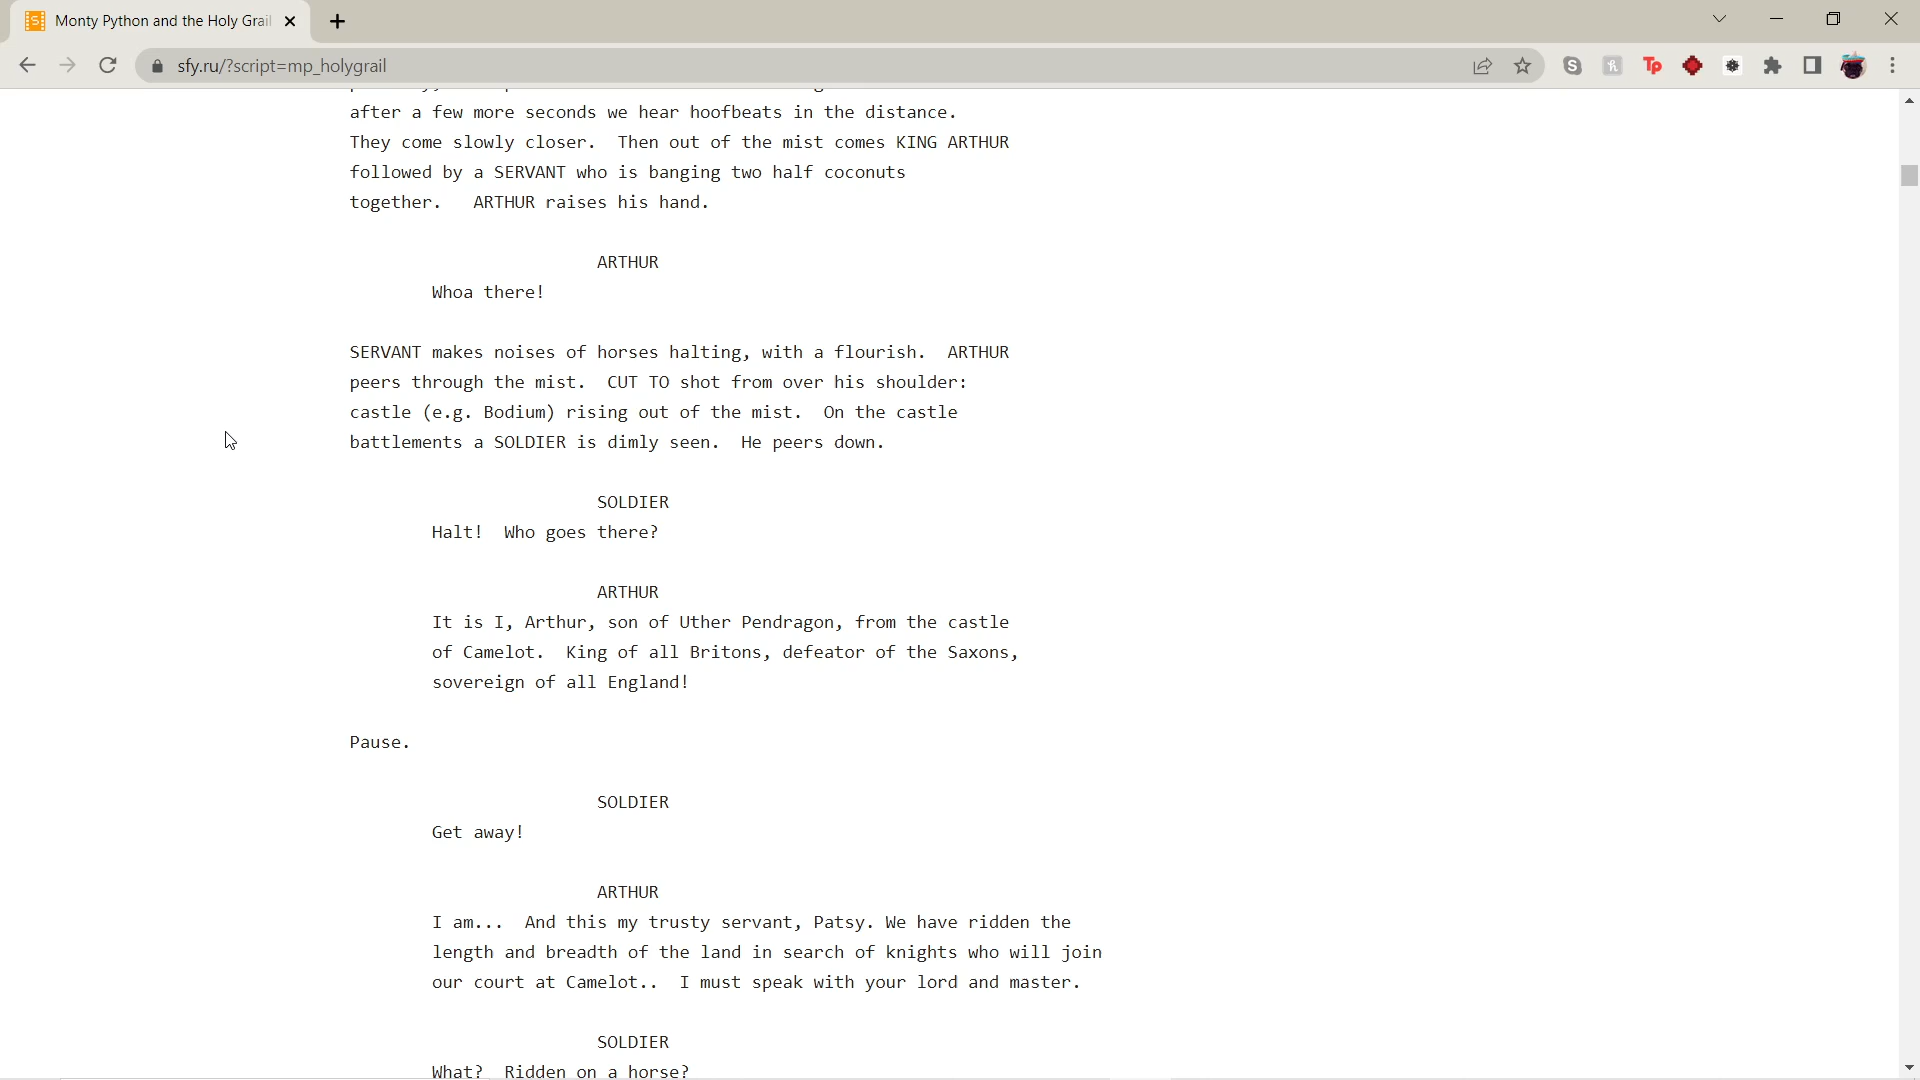 Monty Python and the Holy Grail
sfy.ru/?script=mp_holygrail
after a few more seconds we hear hoofbeats in the distance.
They come slowly closer.  Then out of the mist comes KING ARTHUR
followed by a SERVANT who is banging two half coconuts
together.   ARTHUR raises his hand.
ARTHUR
Whoa there!
SERVANT makes noises of horses halting, with a flourish.  ARTHUR
peers through the mist.  CUT TO shot from over his shoulder:
castle (e.g. Bodium) rising out of the mist.  On the castle
battlements a SOLDIER is dimly seen.  He peers down.
SOLDIER
Halt!  Who goes there?
ARTHUR
It is I, Arthur, son of Uther Pendragon, from the castle
of Camelot.  King of all Britons, defeator of the Saxons,
sovereign of all England!
Pause.
SOLDIER
Get away!
ARTHUR
I am...  And this my trusty servant, Patsy. We have ridden the
length and breadth of the land in search of knights who will join
our court at Camelot..  I must speak with your lord and master.
SOLDIER
What?  Ridden on a horse?